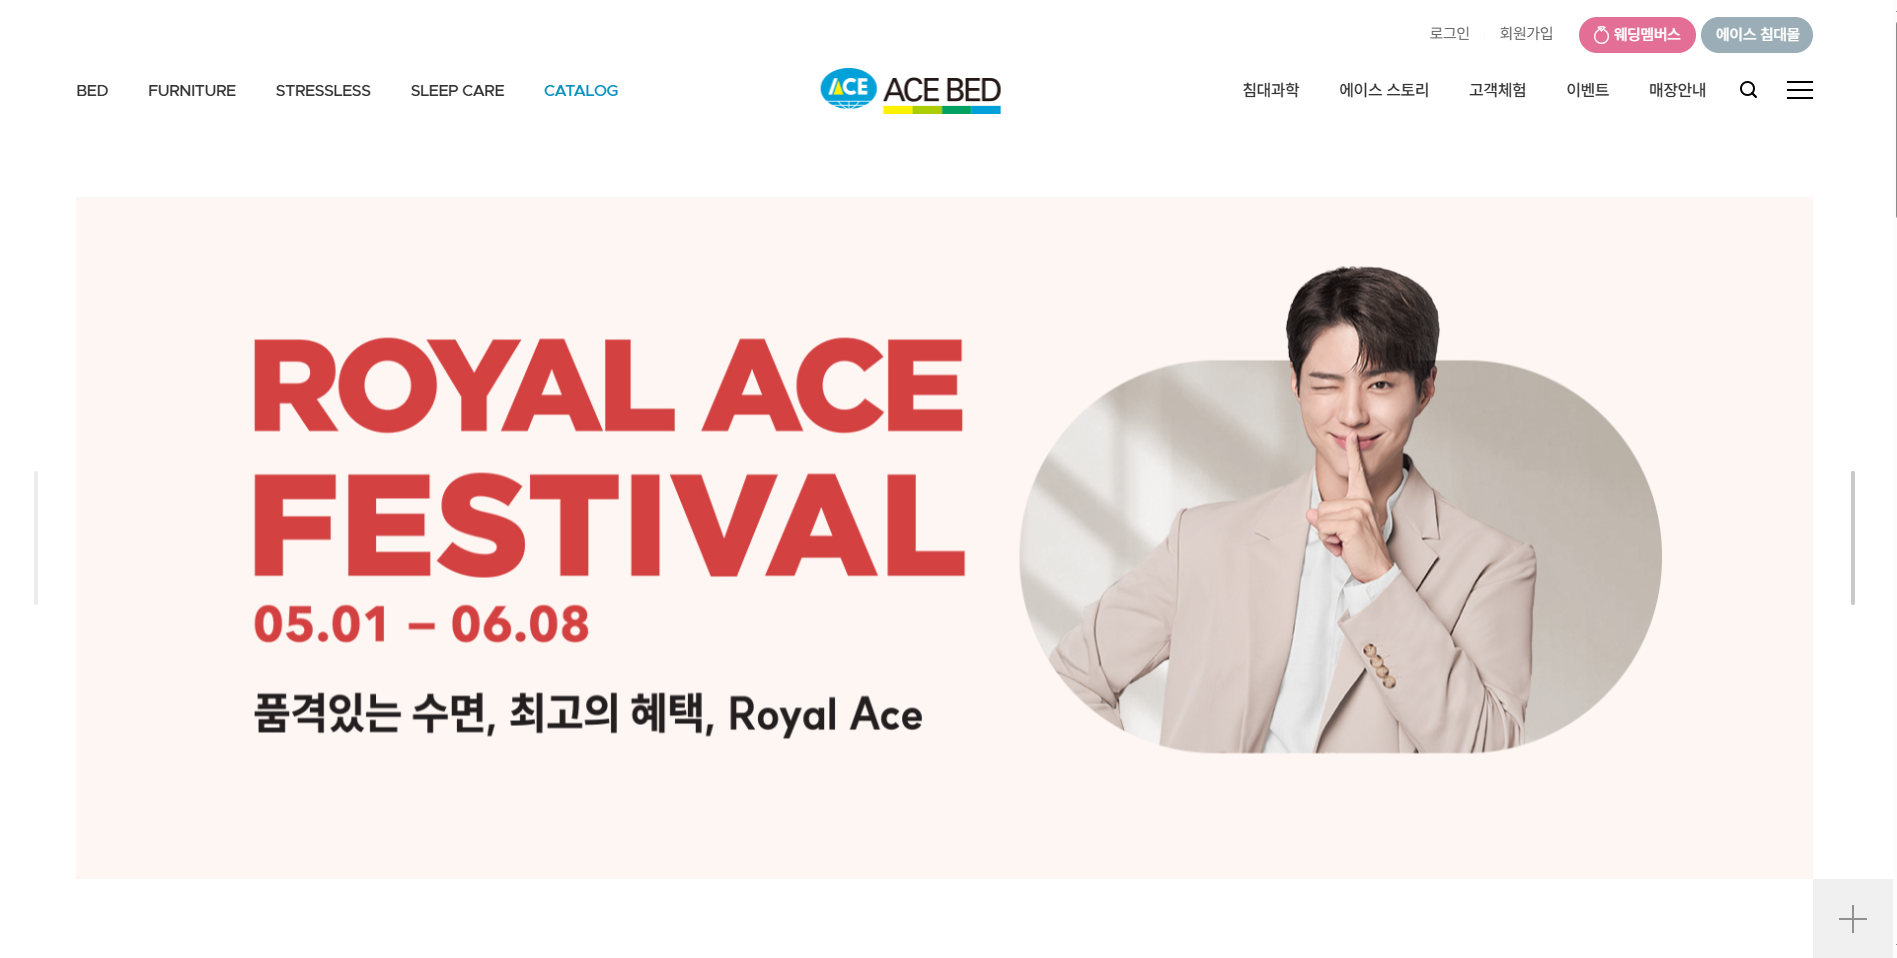 로그인
회원가입
웨딩멤버스
에이스 침대몰
BED
FURNITURE
STRESSLESS
SLEEP CARE
CATALOG
ACE
ACE BED
침대과학
에이스 스토리
고객체험
이벤트
매장안내
ROYAL ACE
FESTIVAL
05.01 – 06.08
품격있는 수면, 최고의 혜택, Royal Ace